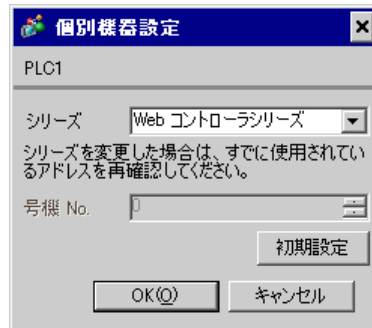 個別機器設定
PLC1
シリーズ
Web コントローラシリーズ
シリーズを変更した場合は、すでに使用されてい
るアドレスを再確認してください。
号機 No.
0
初期設定
OK(O)
キャンセル